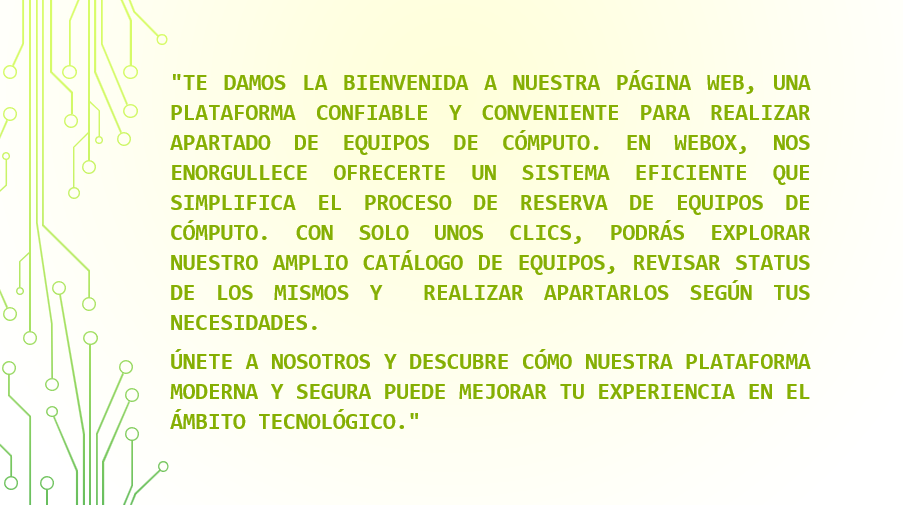 "TE DAMOS LA BIENVENIDA A NUESTRA PÁGINA WEB, UNA
PLATAFORMA CONFIABLE Y CONVENIENTE PARA REALIZAR
APARTADO DE EQUIPOS DE CÓMPUTO. EN WEBOX, NOS
ENORGULLECE OFRECERTE UN SISTEMA EFICIENTE QUE
SIMPLIFICA EL PROCESO DE RESERVA DE EQUIPOS DE
CÓMPUTO. CON SOLO UNOS CLICS, PODRÁS EXPLORAR
NUESTRO AMPLIO CATÁLOGO DE EQUIPOS, REVISAR STATUS
DE LOS MISMOS Y REALIZAR APARTARLOS SEGÚN TUS
NECESIDADES.
ÚNETE A NOSOTROS Y DESCUBRE CÓMO NUESTRA PLATAFORMA
MODERNA Y SEGURA PUEDE MEJORAR TU EXPERIENCIA EN EL
ÁMBITO TECNOLÓGICO."